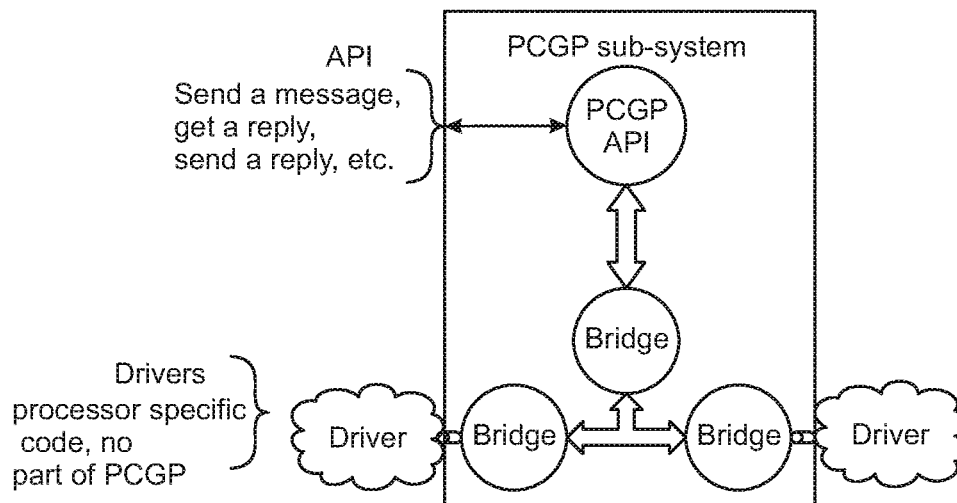 PCGP sub-system
API
Send a message,
get a reply,
send a reply, etc.
PCGP
API
Bridge
Drivers
processor specific
code, no
part of PCGP
Driver
Bridge
Bridge
Driver